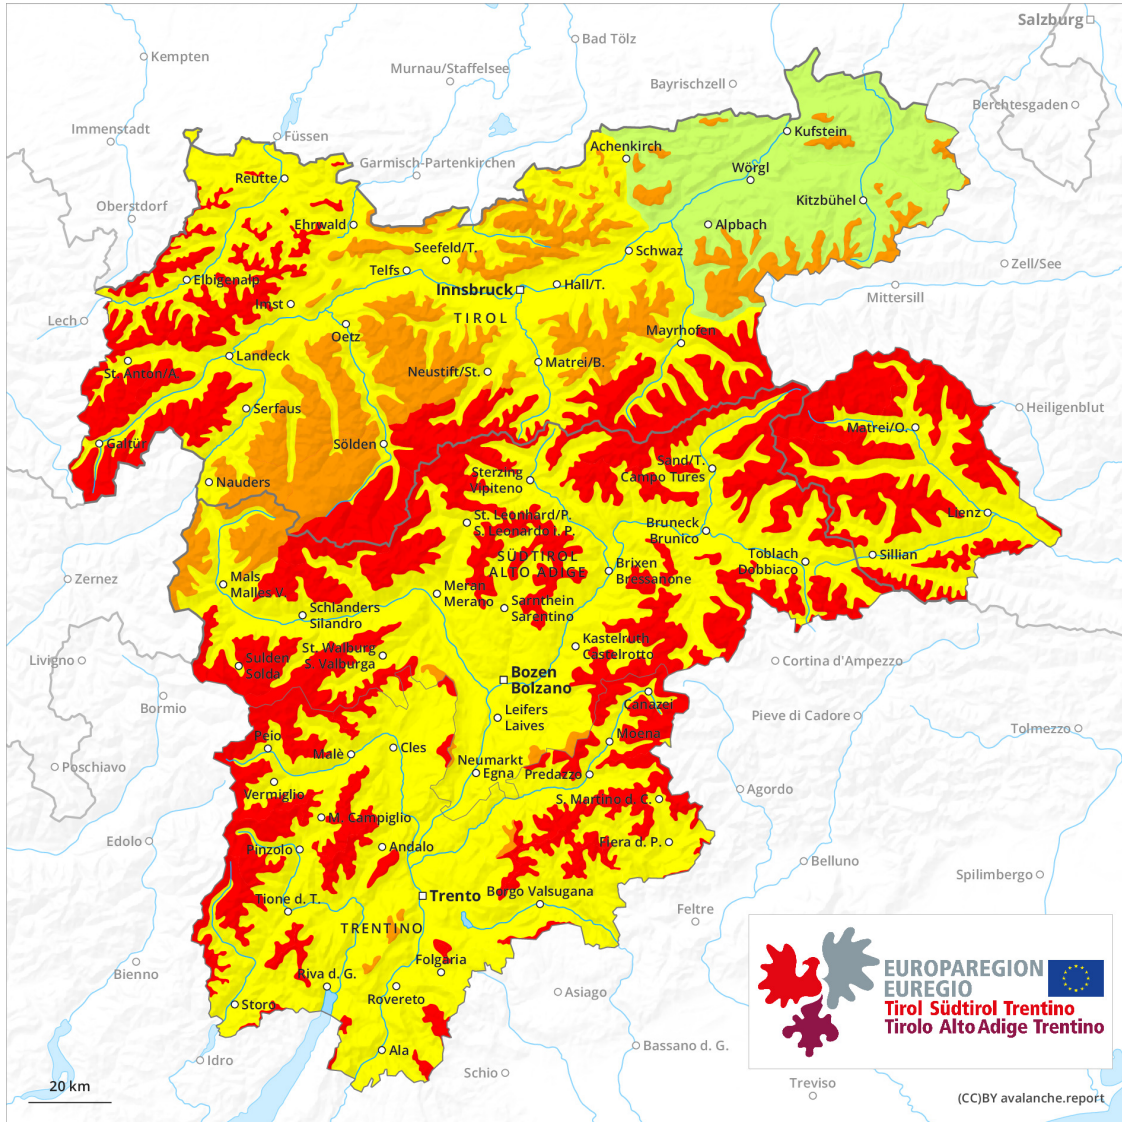 Salzburg
Bad Tölz
Kempten
Murnau/Staffelsee
Bayrischzell
Berchtesgaden
Immenstadt
Füssen
Kufstein
Achenkirch
Garmisch-Partenkirchen
Wörgl
Reutte
Kitzbühel
Oberstdorf
Ehrwald
Alpbach
Seefeld/T.
Schwaz
Zell/See
Telfs
Elbigenalp
Innsbruck
Hall/T.
Mittersill
Imst
TIROL
Lech
Oetz
Mayrhofen
Landeck
Matrei/B.
St. Anton/A.
Neustift/St.
Serfaus
Heiligenblut
Matrei/O.
Galtür
Sölden
Sand/T.
Campo Tures
Sterzing
Vipiteno
Nauders
St. Leonhard/P.
S. Leonardo i. P.
Lienz
Bruneck
Brunico
SÜDTIROL
ALTO ADIGE
Toblach
Dobbiaco
Sillian
Brixen
Bressanone
Zernez
Mals
Malles V.
Meran
Merano
Sarnthein
Sarentino
Schlanders
Silandro
Kastelruth
Castelrotto
St. Walburg
S. Valburga
Livigno
Sulden
Solda
Cortina d'Ampezzo
Bozen
Bolzano
Bormio
Canazei
Leifers
Laives
Pieve di Cadore
Tolmezzo
Peio
Moena
Malè
Cles
Neumarkt
Egna
Predazzo
Poschiavo
Vermiglio
Agordo
S. Martino d. C.
M. Campiglio
Edolo
Pinzolo
Andalo
Fiera d. P.
Belluno
Spilimbergo
Tione d. T.
Trento
Borgo Valsugana
Feltre
TRENTINO
Folgaria
Bienno
Riva d. G.
Rovereto
Asiago
Storo
Ala
Bassano d. G.
Idro
Schio
Treviso
EUROPAREGION
EUREGIO
Tirol Südtirol Trentino
Tirolo Alto Adige Trentino
20 km
(CC)BY avalanche.report